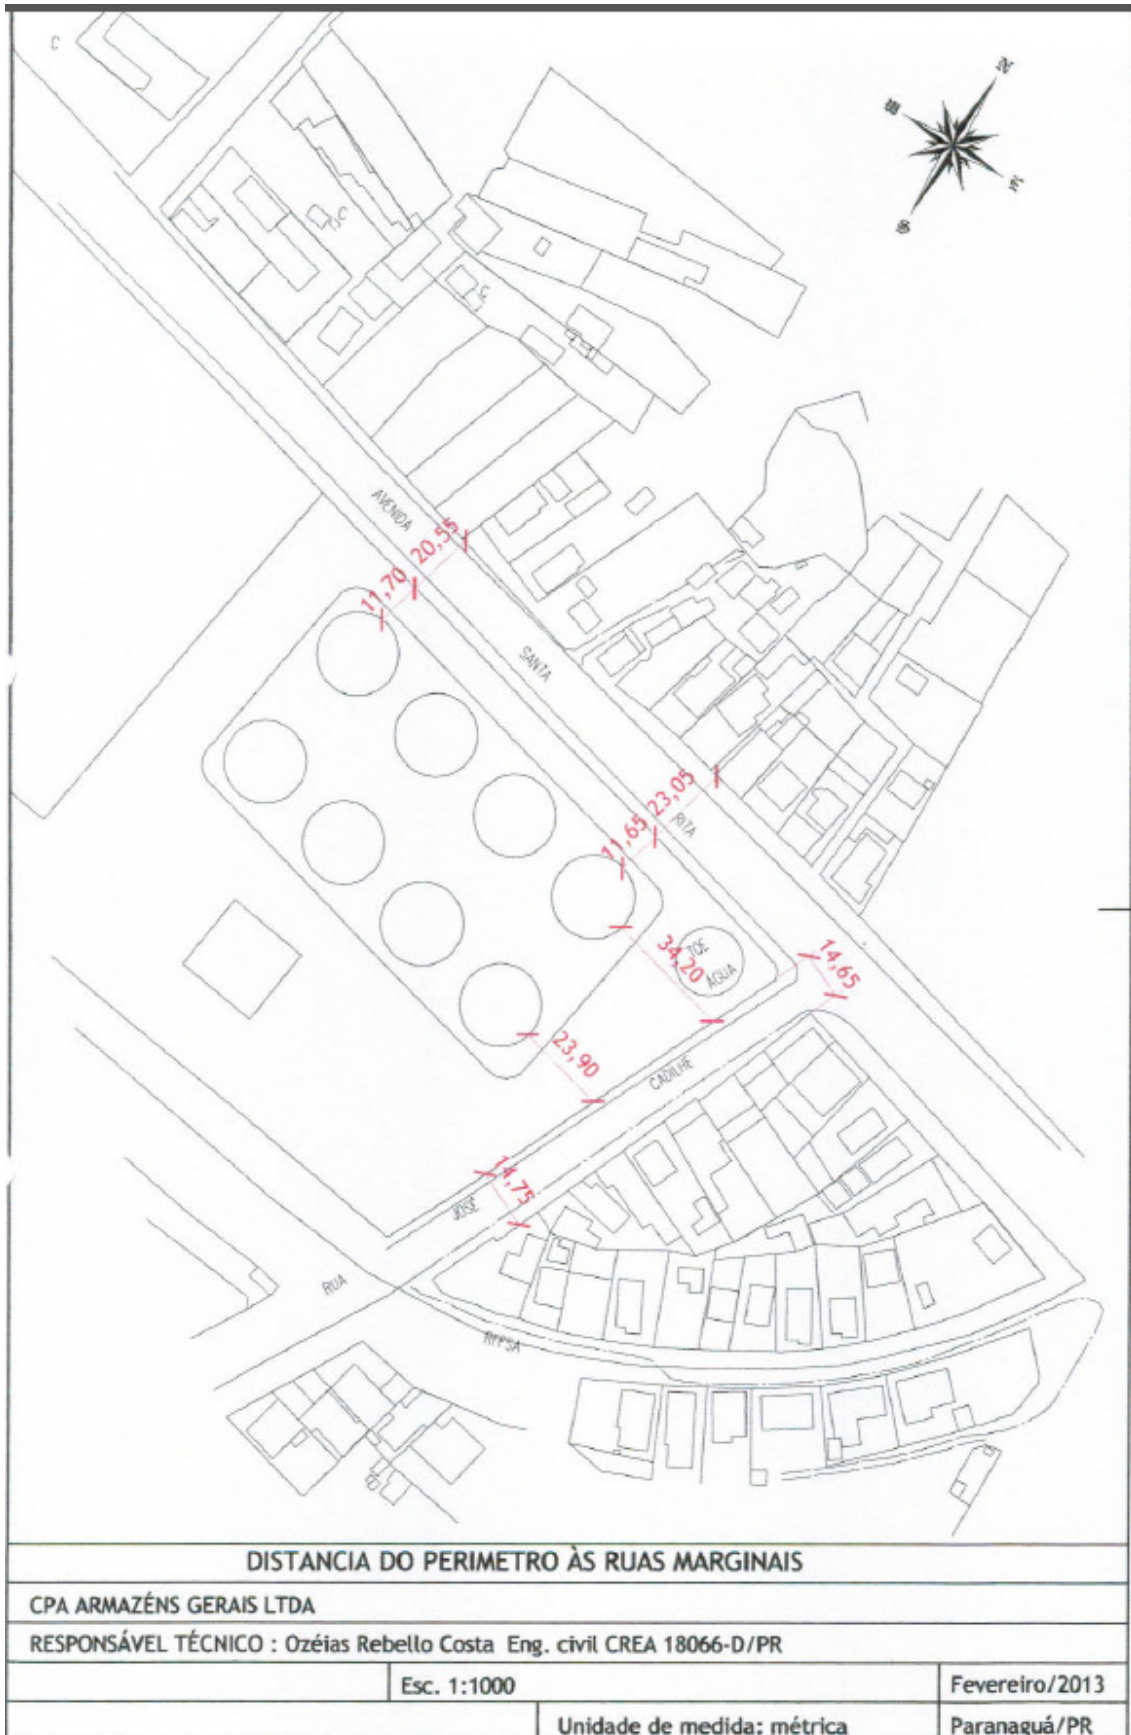 C
N
C
C
AVENIDA
20,55
11,70
SANTA
23,05
RITA
11,65
34,20
TQE
AGUA
14,65
23,90
CADILHE
14,75
JOSÉ
RUA
RFFSA
DISTANCIA DO PERIMETRO ÀS RUAS MARGINAIS
CPA ARMAZÉNS GERAIS LTDA
RESPONSÁVEL TÉCNICO : Ozéias Rebello Costa Eng. civil CREA 18066-D/PR
Esc. 1:1000
Fevereiro/2013
Unidade de medida: métrica
Paranaguá/PR